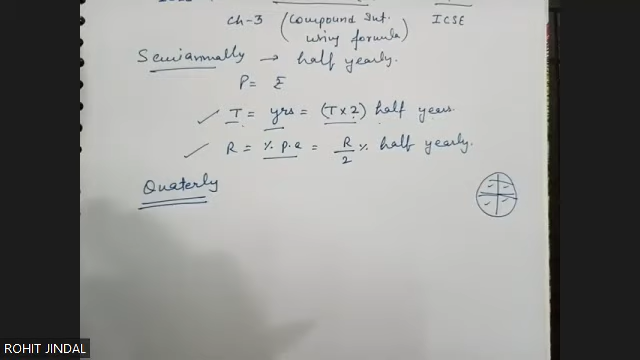 Ch-3 (Compound Int. ICSE
using formula)
Semiannually → half yearly.
P = Σ
✓ T = yrs = (T x 2) half years.
✓ R = % p.a = R/2 % half yearly.
Quaterly
ROHIT JINDAL